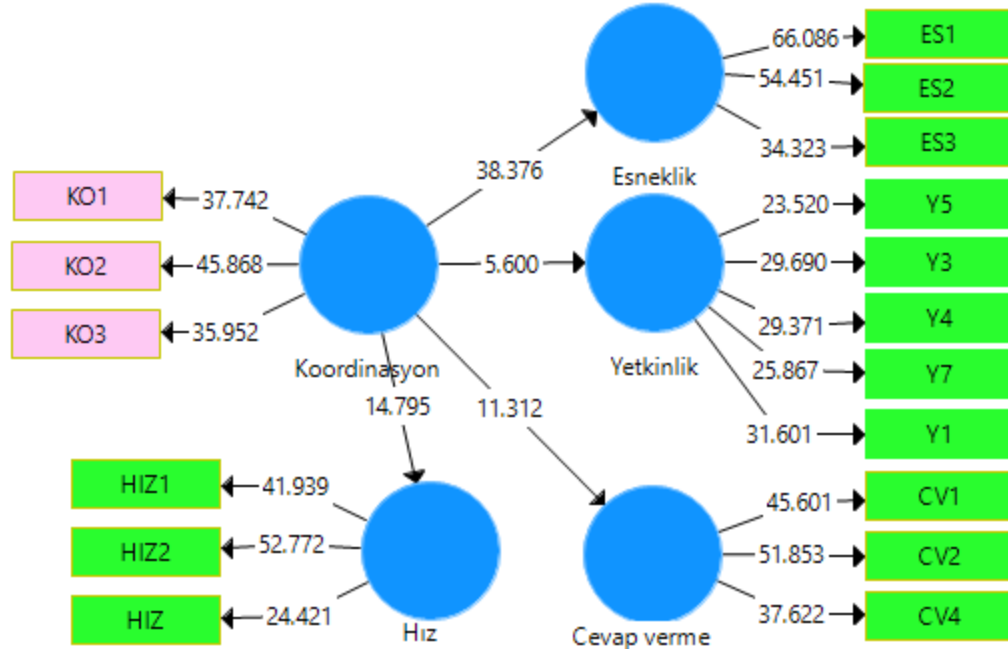 66.086
ES1
54.451
ES2
34.323
ES3
38.376
Esneklik
KO1
37.742
23.520
Y5
KO2
45.868
5.600
29.690
Y3
KO3
35.952
29.371
Y4
Koordinasyon
Yetkinlik
25.867
Y7
14.795
11.312
31.601
Y1
HIZ1
41.939
45.601
CV1
HIZ2
52.772
51.853
CV2
HIZ
24.421
37.622
CV4
Hız
Cevap verme